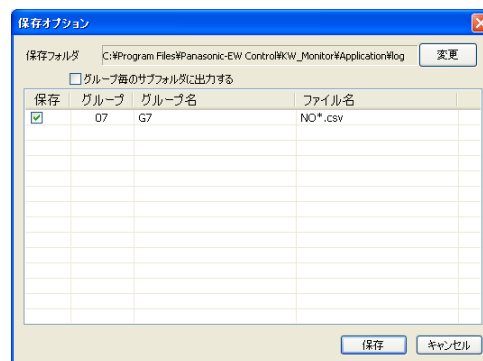 保存オプション
保存フォルダ C:¥Program Files¥Panasonic-EW Control¥KW_Monitor¥Application¥log 変更
グループ毎のサブフォルダに出力する
保存 グループ グループ名 ファイル名
07 G7 NO*.csv
保存 キャンセル